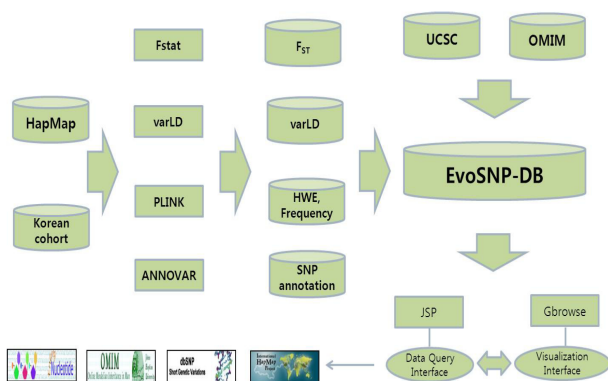 Fstat
F_ST
UCSC
OMIM
HapMap
varLD
varLD
EvoSNP-DB
Korean
cohort
PLINK
HWE,
Frequency
ANNOVAR
SNP
annotation
JSP
Gbrowse
Data Query
Interface
Visualization
Interface
Nucleotide
OMIM
dbSNP
Short Genetic Variations
International
HapMap
Project